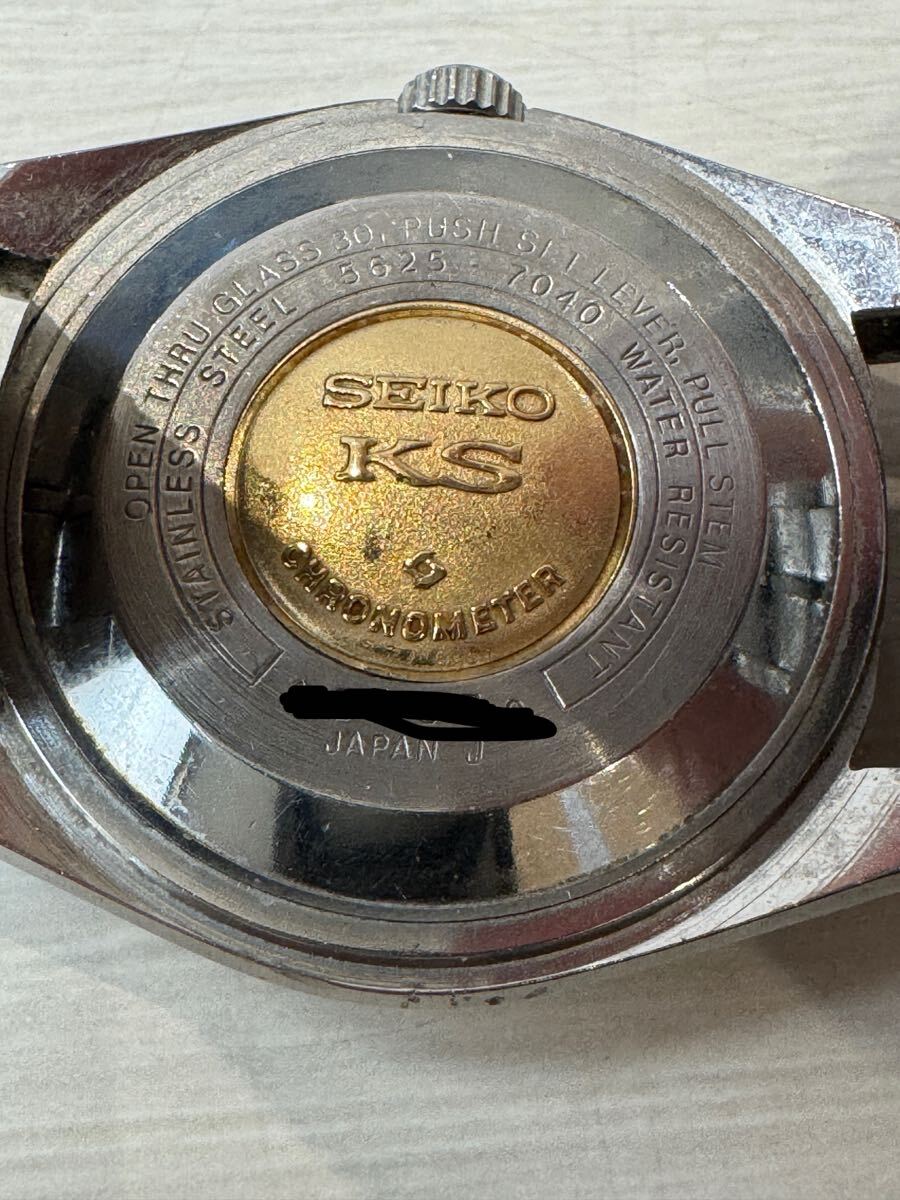 OPEN THRU GLASS 30, PUSH SET LEVER, PULL STEM
STAINLESS STEEL 5625-7040 WATER RESISTANT
SEIKO
KS
CHRONOMETER
JAPAN J